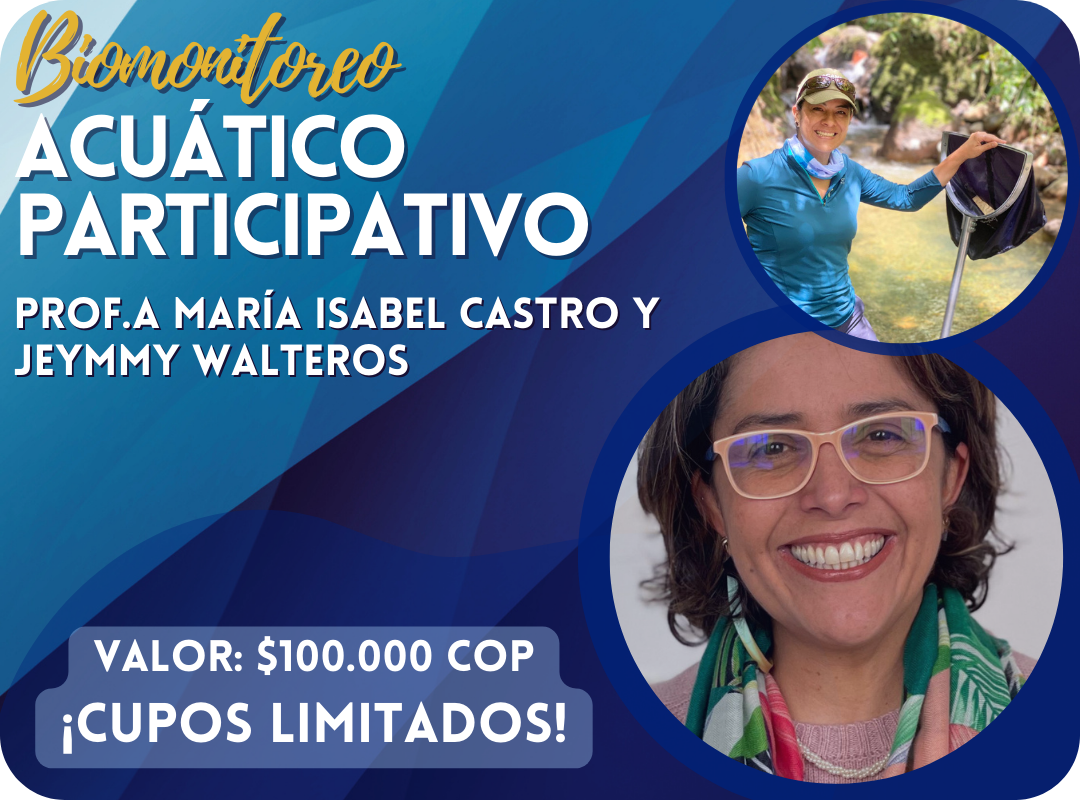 Biomonitoreo
ACUÁTICO
PARTICIPATIVO
PROF.A MARÍA ISABEL CASTRO Y
JEYMMY WALTEROS
VALOR: $100.000 COP
¡CUPOS LIMITADOS!